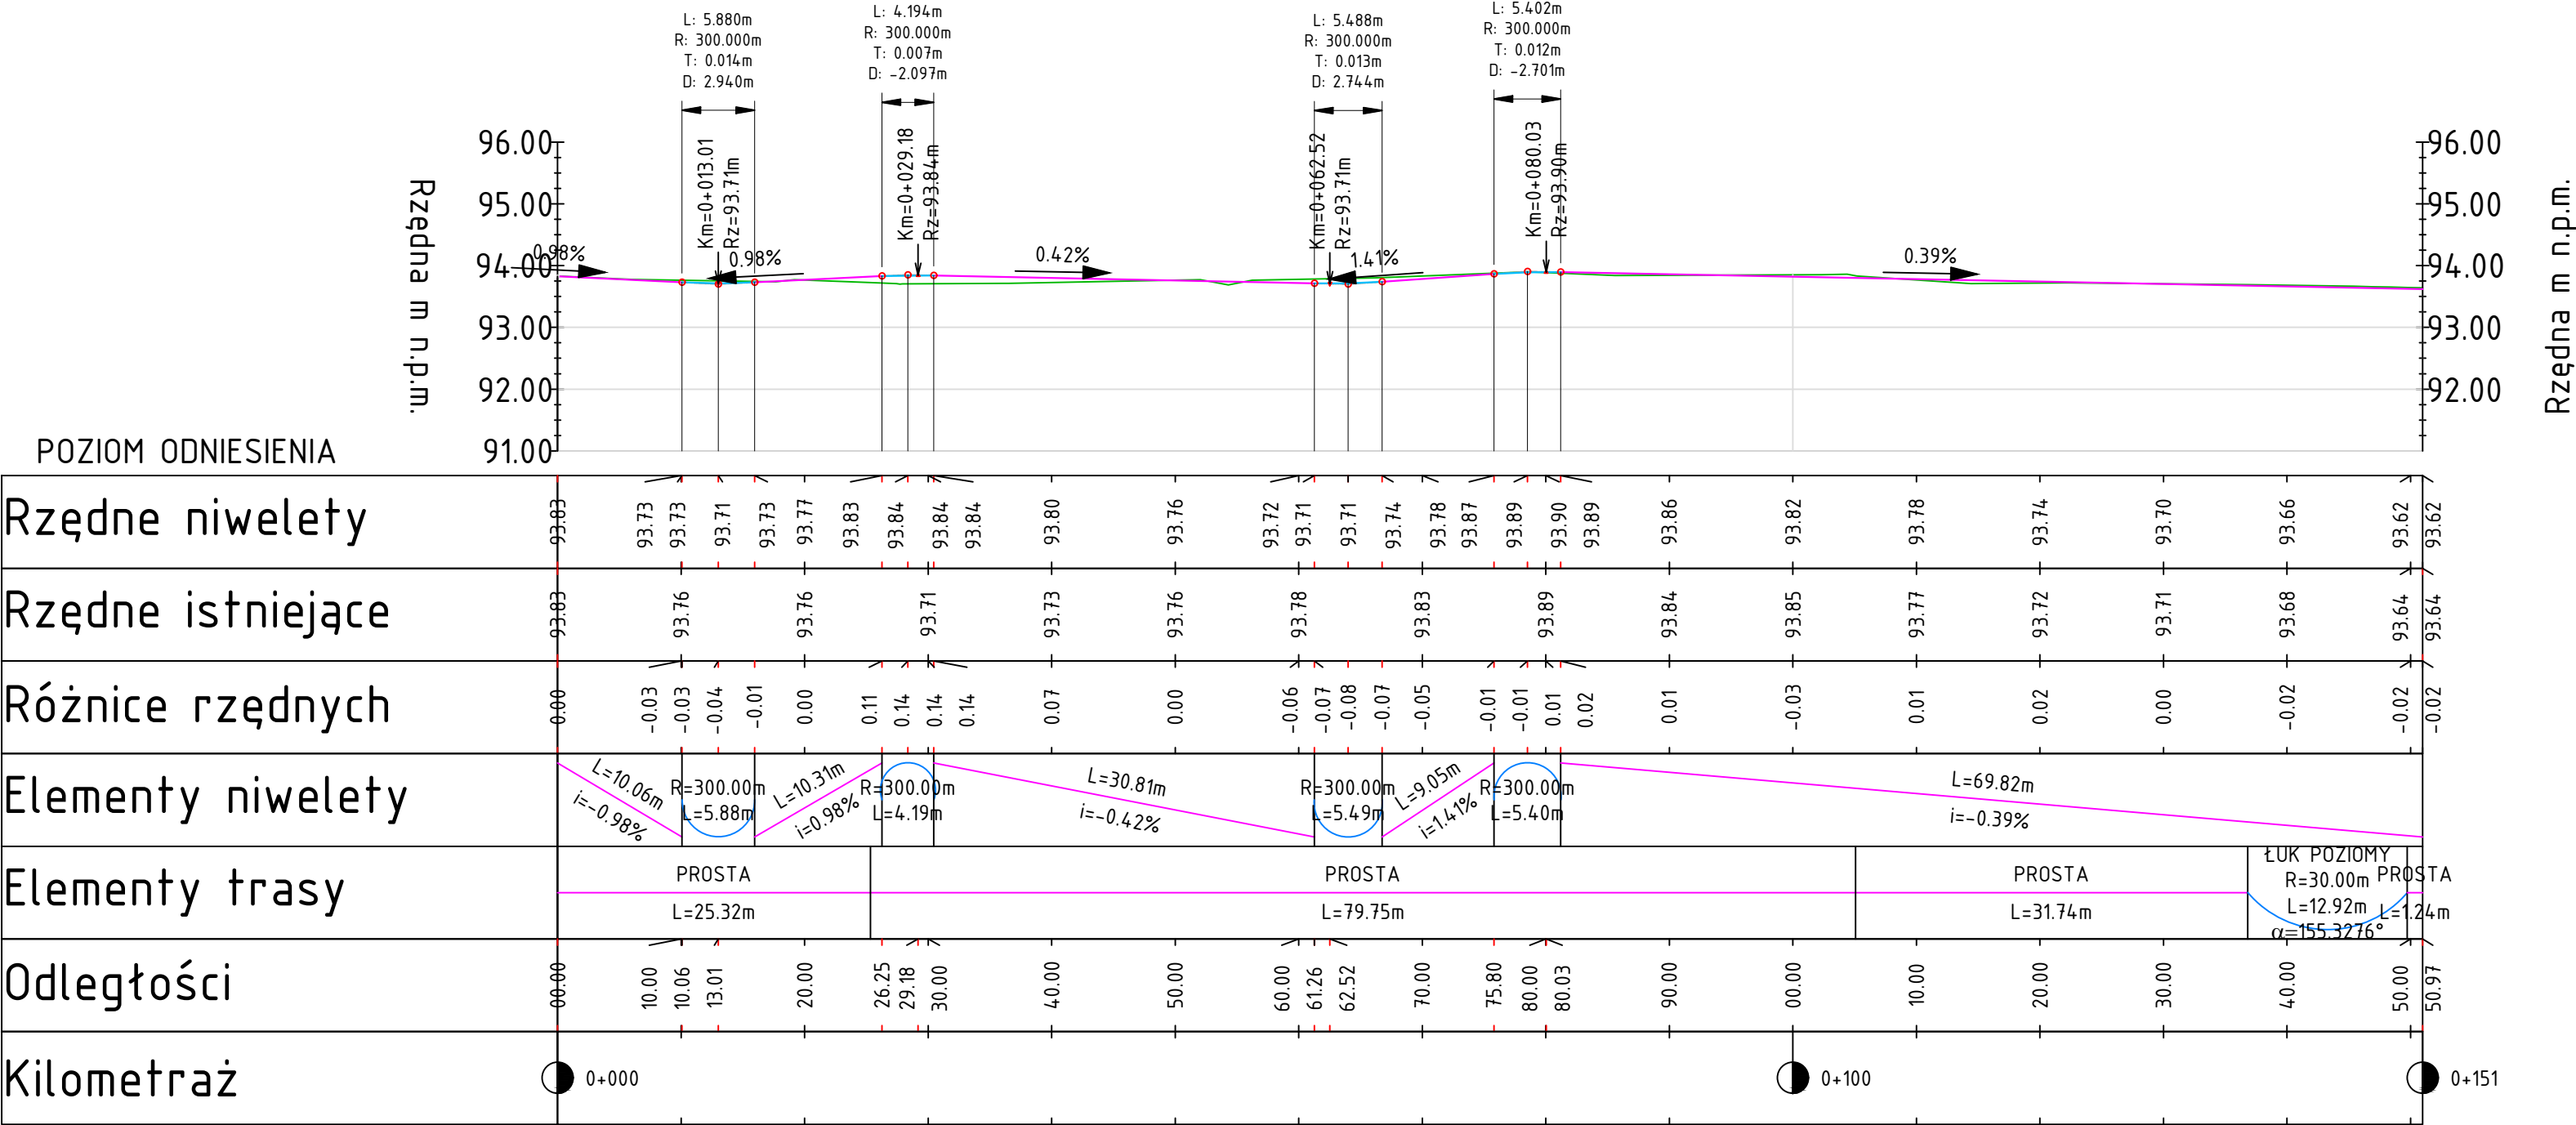 L: 5.880m
R: 300.000m
T: 0.014m
D: 2.940m
L: 4.194m
R: 300.000m
T: 0.007m
D: -2.097m
L: 5.488m
R: 300.000m
T: 0.013m
D: 2.744m
L: 5.402m
R: 300.000m
T: 0.012m
D: -2.701m
Km=0+013.01
Rz=93.71m
Km=0+029.18
Rz=93.84m
Km=0+062.52
Rz=93.71m
Km=0+080.03
Rz=93.90m
Rzędna m n.p.m.
96.00
95.00
94.00
93.00
92.00
91.00
0.98%
0.98%
0.42%
1.41%
0.39%
96.00
95.00
94.00
93.00
92.00
Rzędna m n.p.m.
POZIOM ODNIESIENIA
Rzędne niwelety
93.83 93.73 93.73 93.71 93.73 93.77 93.83 93.84 93.84 93.84 93.80 93.76 93.72 93.71 93.71 93.74 93.78 93.87 93.89 93.90 93.89 93.86 93.82 93.78 93.74 93.70 93.66 93.62 93.62
Rzędne istniejące
93.83 93.76 93.76 93.71 93.73 93.76 93.78 93.83 93.89 93.84 93.85 93.77 93.72 93.71 93.68 93.64 93.64
Różnice rzędnych
0.00 -0.03 -0.03 -0.04 -0.01 0.00 0.11 0.14 0.14 0.14 0.07 0.00 -0.06 -0.07 -0.08 -0.07 -0.05 -0.01 -0.01 0.01 0.02 0.01 -0.03 0.01 0.02 0.00 -0.02 -0.02 -0.02
Elementy niwelety
L=10.06m
i=-0.98%
R=300.00m
L=5.88m
L=10.31m
i=0.98%
R=300.00m
L=4.19m
L=30.81m
i=-0.42%
R=300.00m
L=5.49m
L=9.05m
i=1.41%
R=300.00m
L=5.40m
L=69.82m
i=-0.39%
Elementy trasy
PROSTA
L=25.32m
PROSTA
L=79.75m
PROSTA
L=31.74m
ŁUK POZIOMY
R=30.00m
L=12.92m
α=155.3276°
PROSTA
L=1.24m
Odległości
00.00 10.00 10.06 13.01 20.00 26.25 29.18 30.00 40.00 50.00 60.00 61.26 62.52 70.00 75.80 80.00 80.03 90.00 00.00 10.00 20.00 30.00 40.00 50.00 50.97
Kilometraż
0+000 0+100 0+151